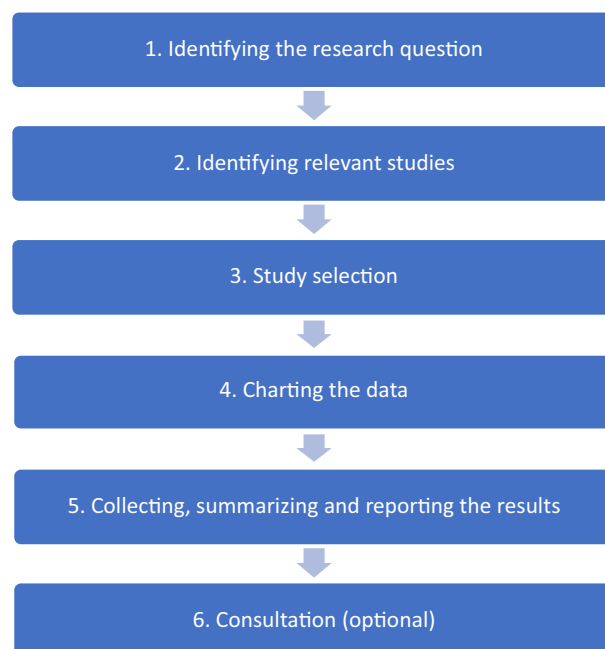 1. Identifying the research question
2. Identifying relevant studies
3. Study selection
4. Charting the data
5. Collecting, summarizing and reporting the results
6. Consultation (optional)